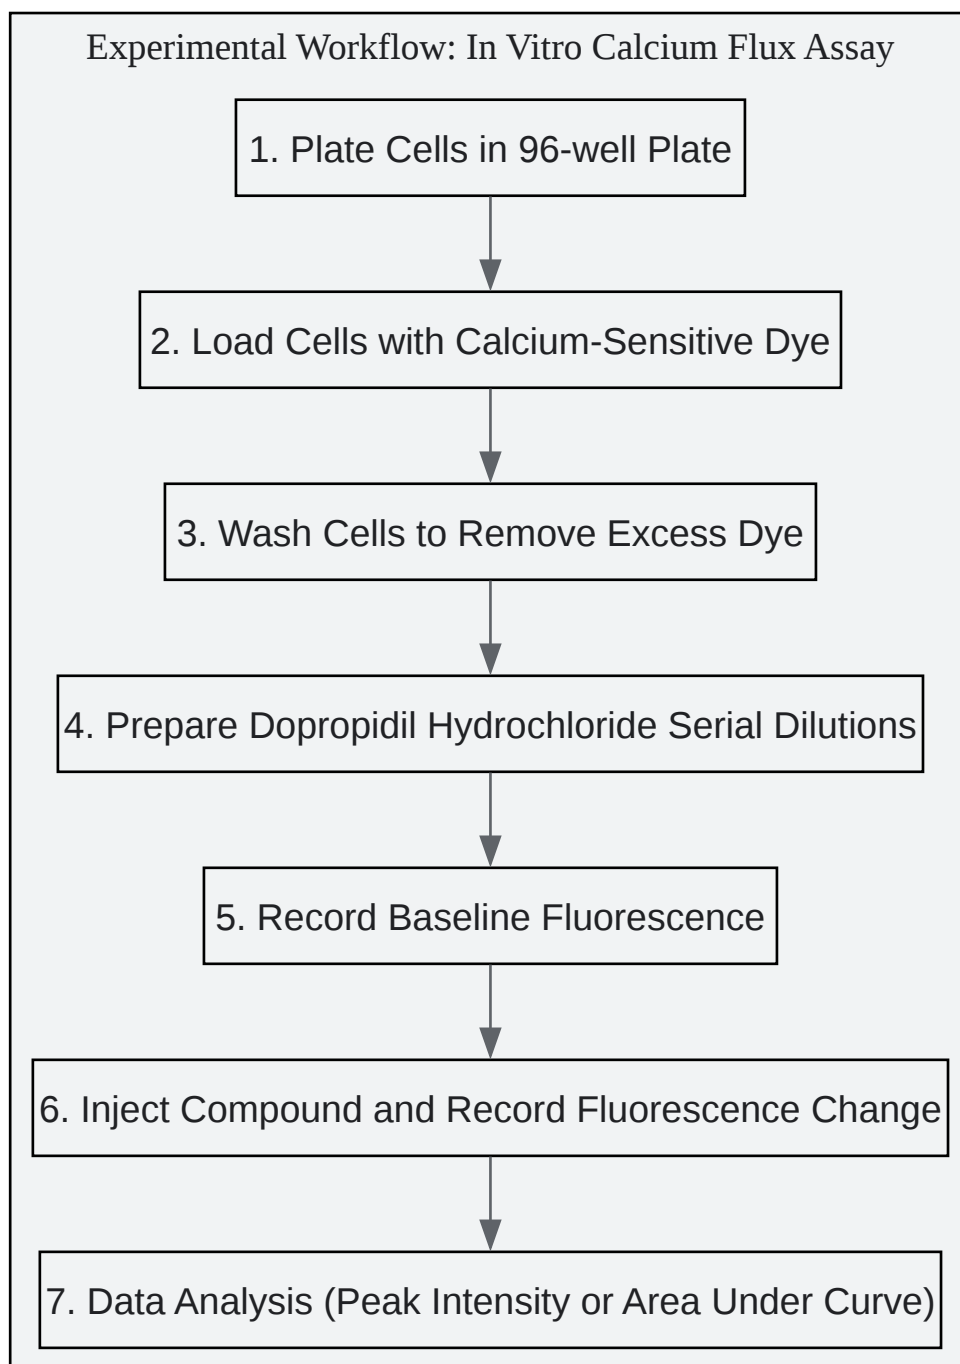 Experimental Workflow: In Vitro Calcium Flux Assay
1. Plate Cells in 96-well Plate
2. Load Cells with Calcium-Sensitive Dye
3. Wash Cells to Remove Excess Dye
4. Prepare Dopropidil Hydrochloride Serial Dilutions
5. Record Baseline Fluorescence
6. Inject Compound and Record Fluorescence Change
7. Data Analysis (Peak Intensity or Area Under Curve)